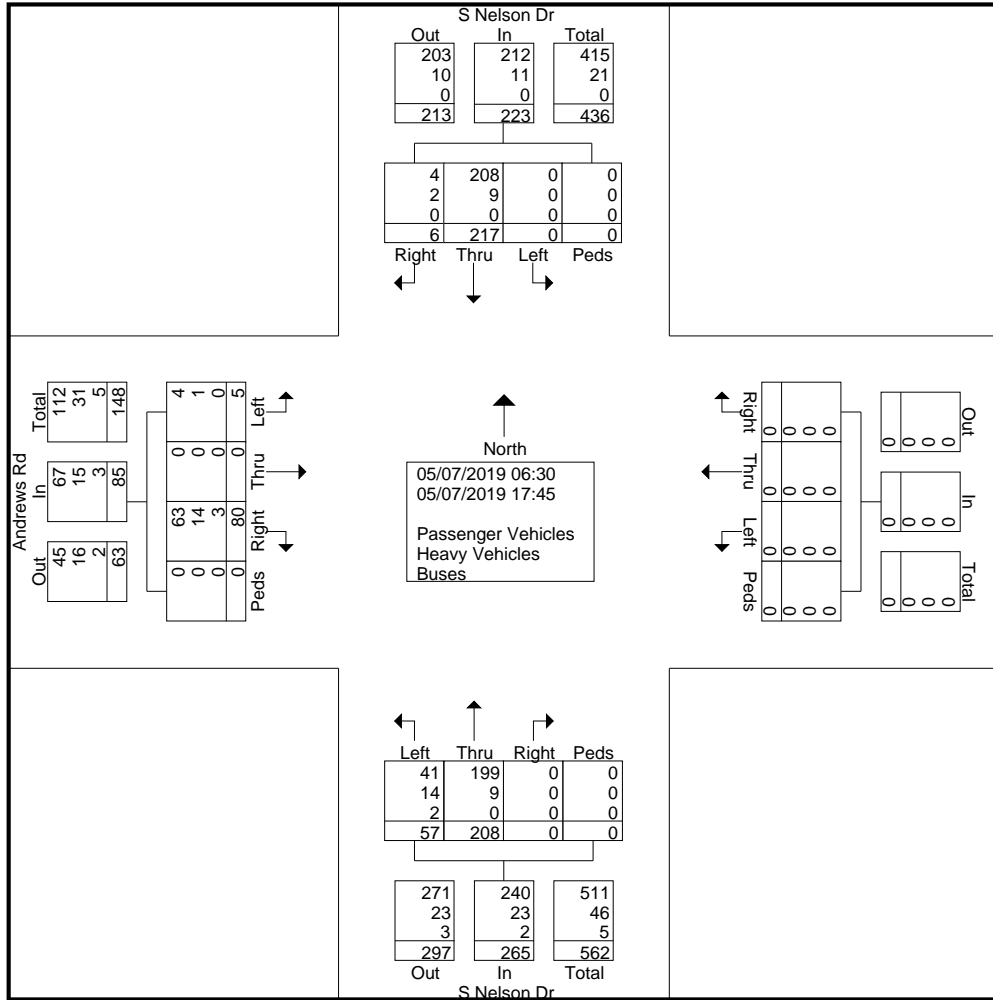 S Nelson Dr
Out In Total
203 212 415
10 11 21
0 0 0
213 223 436
4 208 0 0
2 9 0 0
0 0 0 0
6 217 0 0
Right Thru Left Peds
Andrews Rd
Total In Out
112 67 45
31 15 16
5 3 2
148 85 63
4 0 63 0
1 0 14 0
0 0 3 0
5 0 80 0
Left Thru Right Peds
North
05/07/2019 06:30
05/07/2019 17:45
Passenger Vehicles
Heavy Vehicles
Buses
Right Thru Left Peds
0 0 0 0
0 0 0 0
0 0 0 0
0 0 0 0
Out In Total
0 0 0
0 0 0
0 0 0
0 0 0
Left Thru Right Peds
41 199 0 0
14 9 0 0
2 0 0 0
57 208 0 0
271 240 511
23 23 46
3 2 5
297 265 562
Out In Total
S Nelson Dr